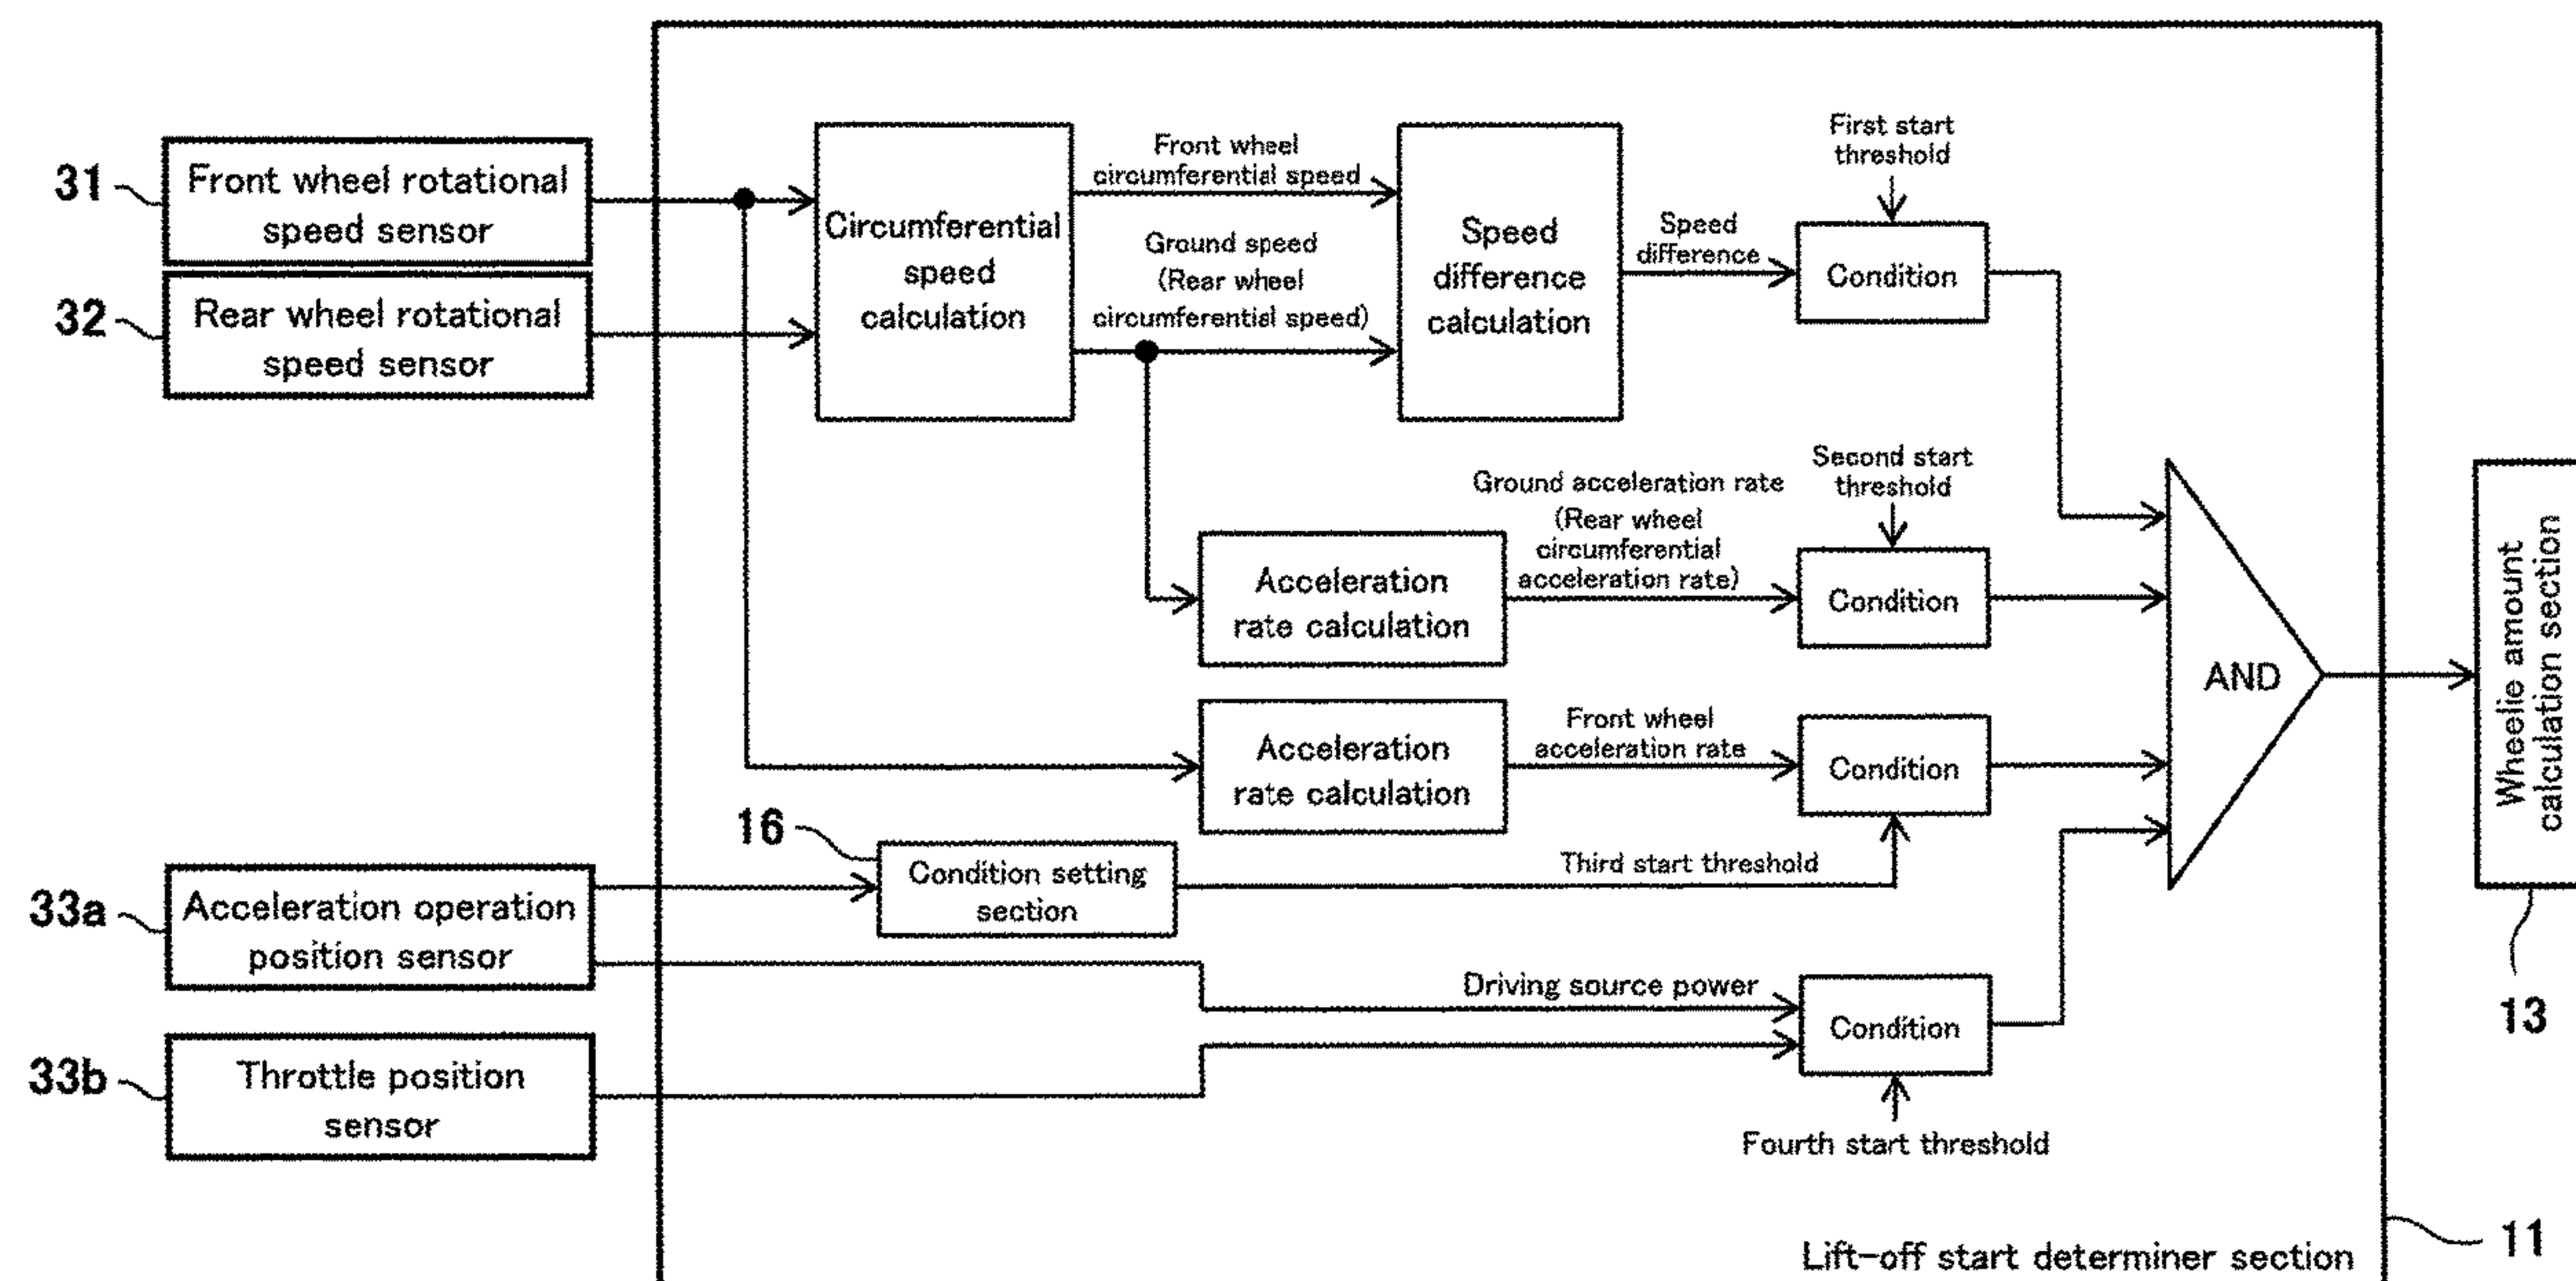 31
Front wheel rotational
speed sensor
32
Rear wheel rotational
speed sensor
Circumferential
speed
calculation
Front wheel
circumferential speed
Ground speed
(Rear wheel
circumferential speed)
Speed
difference
calculation
Speed
difference
First start
threshold
Condition
Acceleration
rate calculation
Ground acceleration rate
(Rear wheel
circumferential
acceleration rate)
Second start
threshold
Condition
Acceleration
rate calculation
Front wheel
acceleration rate
Condition
AND
Wheelie amount
calculation section
13
16
Condition setting
section
Third start threshold
33a
Acceleration operation
position sensor
Driving source power
Condition
33b
Throttle position
sensor
Fourth start threshold
Lift-off start determiner section
11